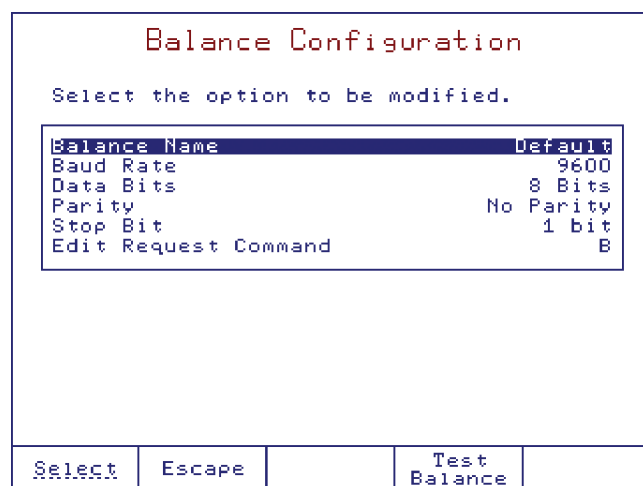 Balance Configuration
Select the option to be modified.
Balance Name Default
Baud Rate 9600
Data Bits 8 Bits
Parity No Parity
Stop Bit 1 bit
Edit Request Command B
Select Escape Test Balance